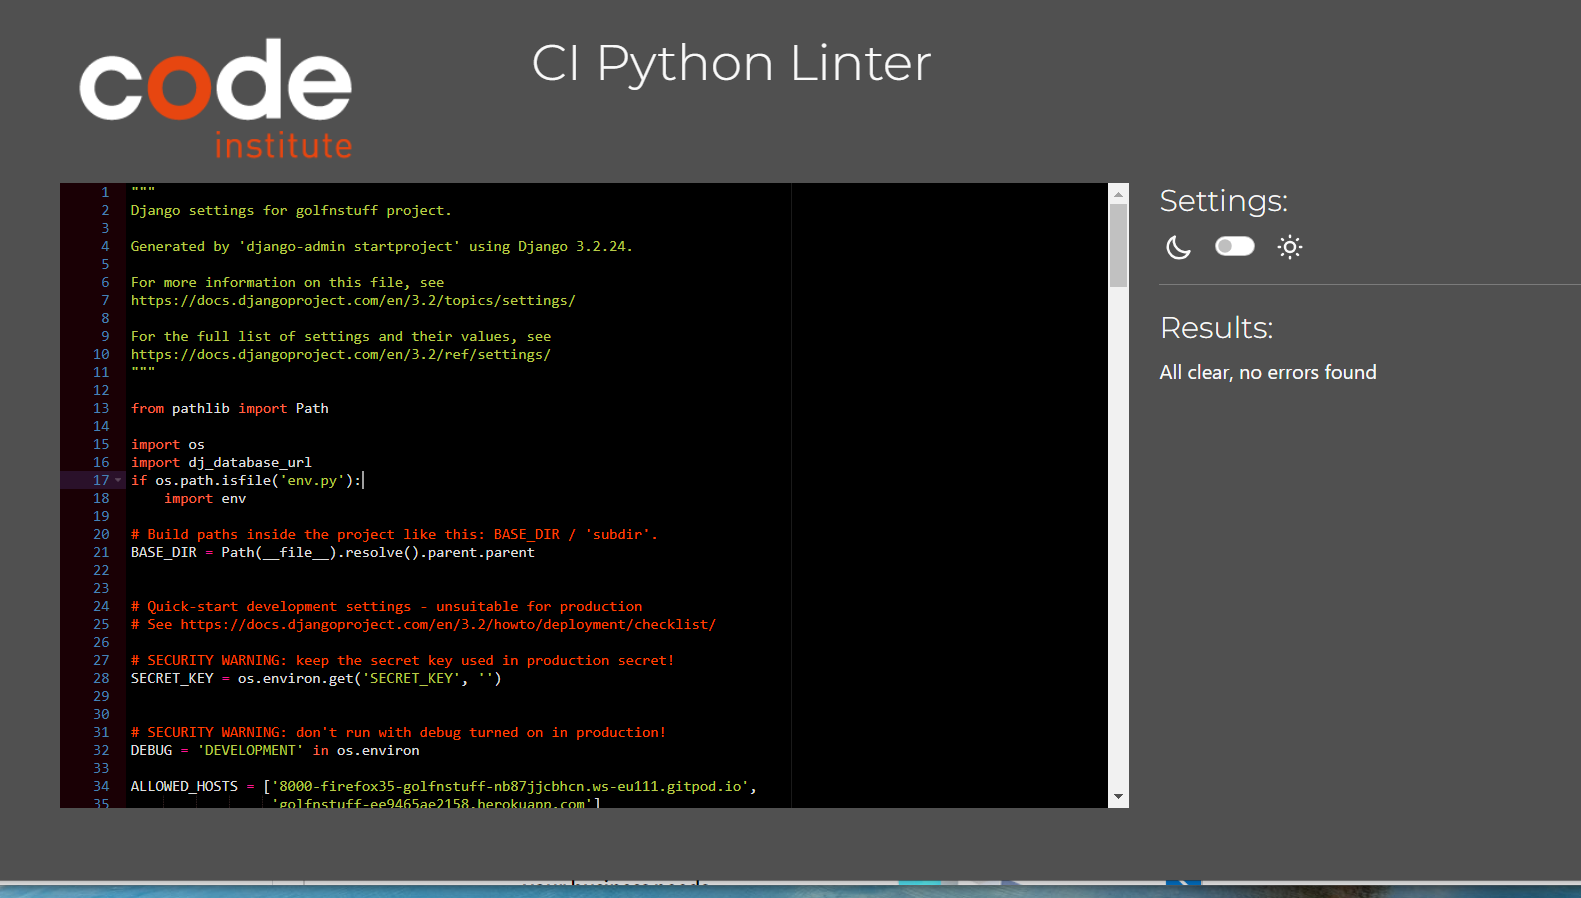 code
institute
CI Python Linter
1 """
2 Django settings for golfnstuff project.
3
4 Generated by 'django-admin startproject' using Django 3.2.24.
5
6 For more information on this file, see
7 https://docs.djangoproject.com/en/3.2/topics/settings/
8
9 For the full list of settings and their values, see
10 https://docs.djangoproject.com/en/3.2/ref/settings/
11 """
12
13 from pathlib import Path
14
15 import os
16 import dj_database_url
17 if os.path.isfile('env.py'):
18     import env
19
20 # Build paths inside the project like this: BASE_DIR / 'subdir'.
21 BASE_DIR = Path(__file__).resolve().parent.parent
22
23
24 # Quick-start development settings - unsuitable for production
25 # See https://docs.djangoproject.com/en/3.2/howto/deployment/checklist/
26
27 # SECURITY WARNING: keep the secret key used in production secret!
28 SECRET_KEY = os.environ.get('SECRET_KEY', '')
29
30
31 # SECURITY WARNING: don't run with debug turned on in production!
32 DEBUG = 'DEVELOPMENT' in os.environ
33
34 ALLOWED_HOSTS = ['8000-firefox35-golfnstuff-nb87jjcbhcn.ws-eu111.gitpod.io',
35                  'golfnstuff-ee9465ae2158.herokuapp.com']
Settings:
Results:
All clear, no errors found